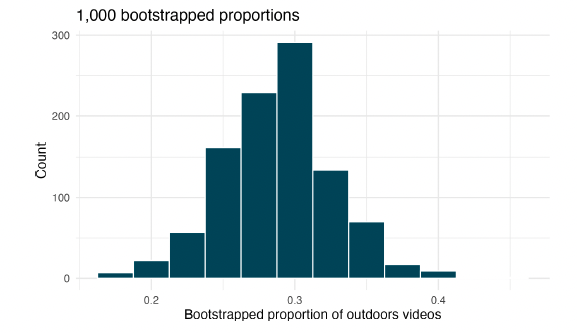 1,000 bootstrapped proportions
300
200
100
0
Count
0.2 0.3 0.4
Bootstrapped proportion of outdoors videos